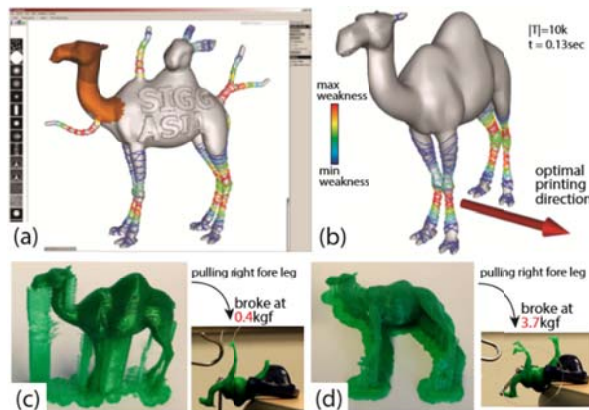 SIGG
ASIA
(a)
|T|=10k
t = 0.13sec
max
weakness
min
weakness
optimal
printing
direction
(b)
pulling right fore leg
broke at
0.4kgf
(c)
pulling right fore leg
broke at
3.7kgf
(d)